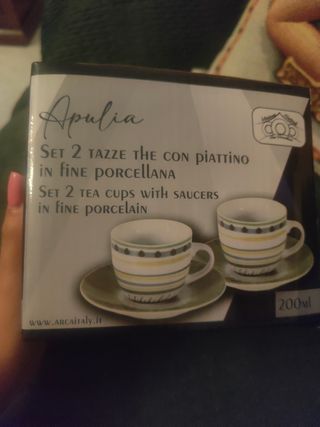 Apulia
SET 2 TAZZE THE CON PIATTINO
IN FINE PORCELLANA
SET 2 TEA CUPS WITH SAUCERS
IN FINE PORCELAIN
www.arcaitaly.it
200ml